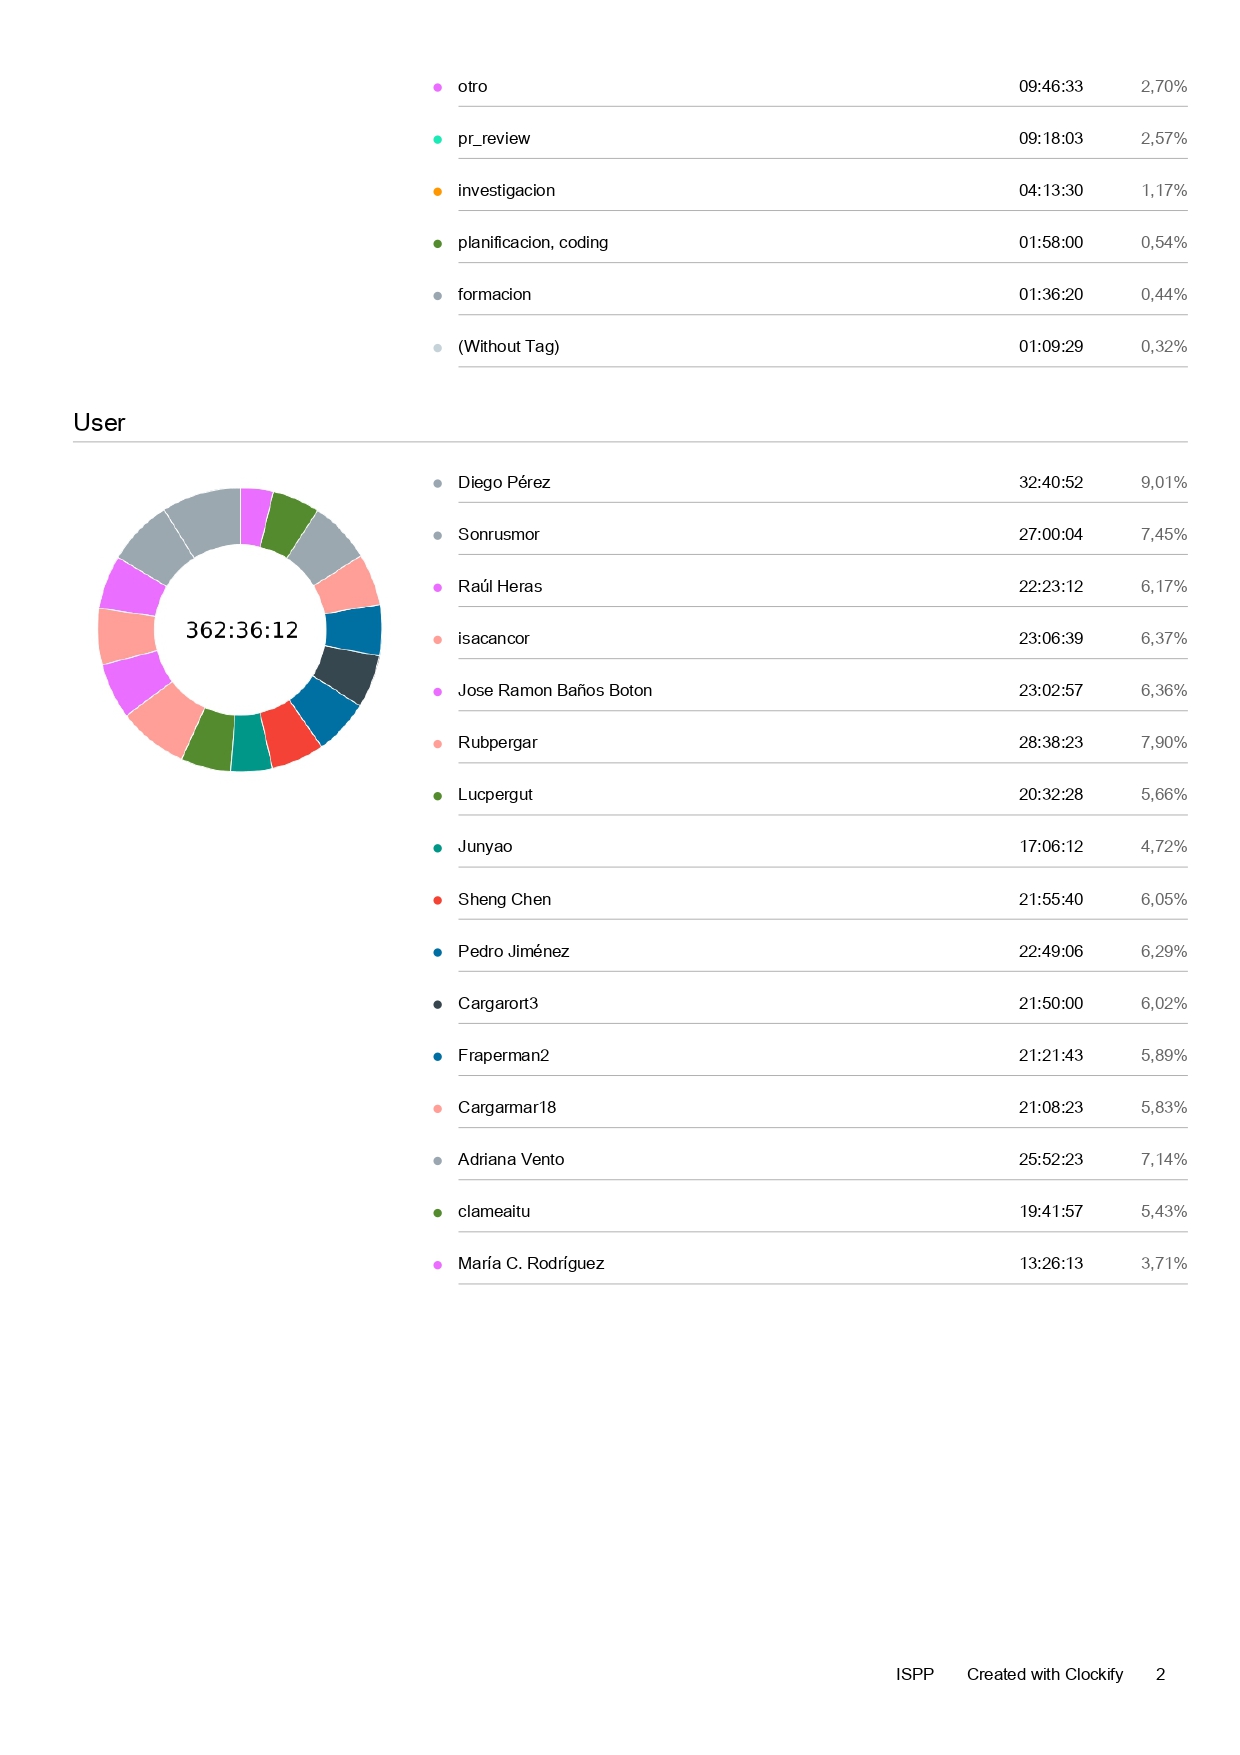 otro 09:46:33 2,70%
pr_review 09:18:03 2,57%
investigacion 04:13:30 1,17%
planificacion, coding 01:58:00 0,54%
formacion 01:36:20 0,44%
(Without Tag) 01:09:29 0,32%
User
362:36:12
Diego Pérez 32:40:52 9,01%
Sonrusmor 27:00:04 7,45%
Raúl Heras 22:23:12 6,17%
isacancor 23:06:39 6,37%
Jose Ramon Baños Boton 23:02:57 6,36%
Rubpergar 28:38:23 7,90%
Lucpergut 20:32:28 5,66%
Junyao 17:06:12 4,72%
Sheng Chen 21:55:40 6,05%
Pedro Jiménez 22:49:06 6,29%
Cargarort3 21:50:00 6,02%
Fraperman2 21:21:43 5,89%
Cargarmar18 21:08:23 5,83%
Adriana Vento 25:52:23 7,14%
clameaitu 19:41:57 5,43%
María C. Rodríguez 13:26:13 3,71%
ISPP Created with Clockify 2